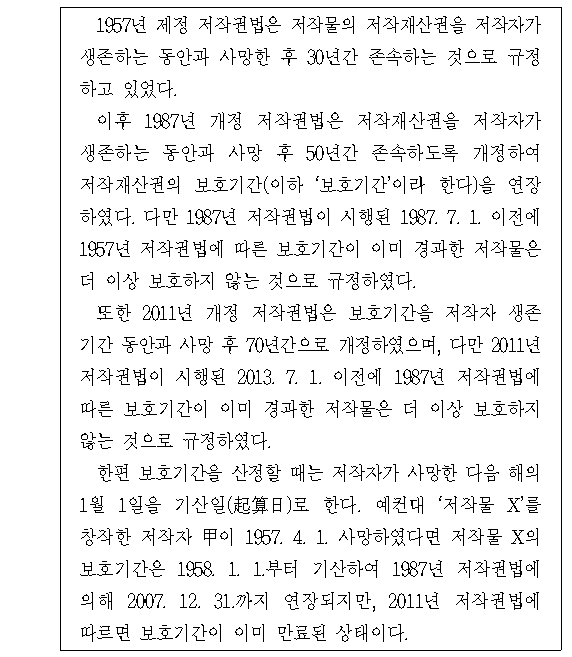 1957년 제정 저작권법은 저작물의 저작재산권을 저작자가
생존하는 동안과 사망한 후 30년간 존속하는 것으로 규정
하고 있었다.
이후 1987년 개정 저작권법은 저작재산권을 저작자가
생존하는 동안과 사망 후 50년간 존속하도록 개정하여
저작재산권의 보호기간(이하 ‘보호기간’이라 한다)을 연장
하였다. 다만 1987년 저작권법이 시행된 1987. 7. 1. 이전에
1957년 저작권법에 따른 보호기간이 이미 경과한 저작물은
더 이상 보호하지 않는 것으로 규정하였다.
또한 2011년 개정 저작권법은 보호기간을 저작자 생존
기간 동안과 사망 후 70년간으로 개정하였으며, 다만 2011년
저작권법이 시행된 2013. 7. 1. 이전에 1987년 저작권법에
따른 보호기간이 이미 경과한 저작물은 더 이상 보호하지
않는 것으로 규정하였다.
한편 보호기간을 산정할 때는 저작자가 사망한 다음 해의
1월 1일을 기산일(起算日)로 한다. 예컨대 ‘저작물 X’를
창작한 저작자 甲이 1957. 4. 1. 사망하였다면 저작물 X의
보호기간은 1958. 1. 1.부터 기산하여 1987년 저작권법에
의해 2007. 12. 31.까지 연장되지만, 2011년 저작권법에
따르면 보호기간이 이미 만료된 상태이다.